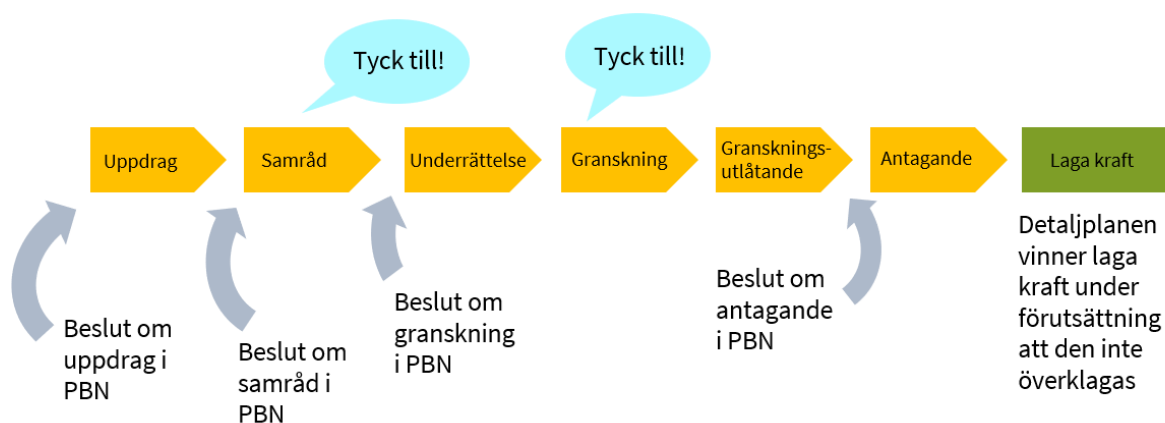 Tyck till!
Tyck till!
Uppdrag
Samråd
Underrättelse
Granskning
Gransknings-
utlåtande
Antagande
Laga kraft
Beslut om
uppdrag i
PBN
Beslut om
samråd i
PBN
Beslut om
granskning
i PBN
Beslut om
antagande
i PBN
Detaljplanen
vinner laga
kraft under
förutsättning
att den inte
överklagas